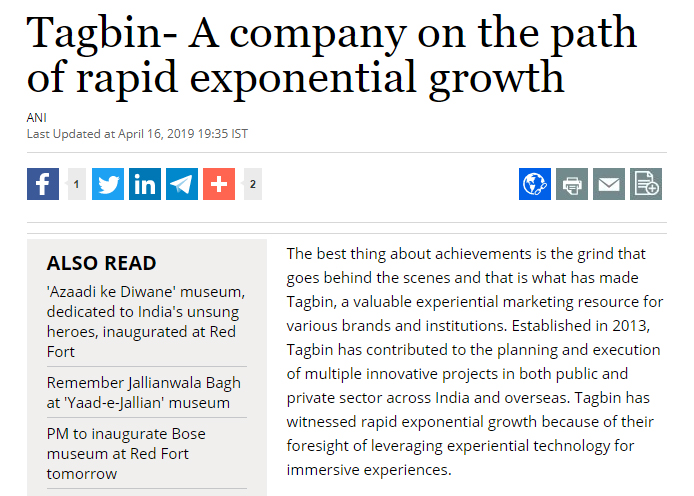 Tagbin- A company on the path
of rapid exponential growth
ANI
Last Updated at April 16, 2019 19:35 IST
f 1 in + 2
ALSO READ
'Azaadi ke Diwane' museum,
dedicated to India's unsung
heroes, inaugurated at Red
Fort
Remember Jallianwala Bagh
at 'Yaad-e-Jallian' museum
PM to inaugurate Bose
museum at Red Fort
tomorrow
The best thing about achievements is the grind that
goes behind the scenes and that is what has made
Tagbin, a valuable experiential marketing resource for
various brands and institutions. Established in 2013,
Tagbin has contributed to the planning and execution
of multiple innovative projects in both public and
private sector across India and overseas. Tagbin has
witnessed rapid exponential growth because of their
foresight of leveraging experiential technology for
immersive experiences.